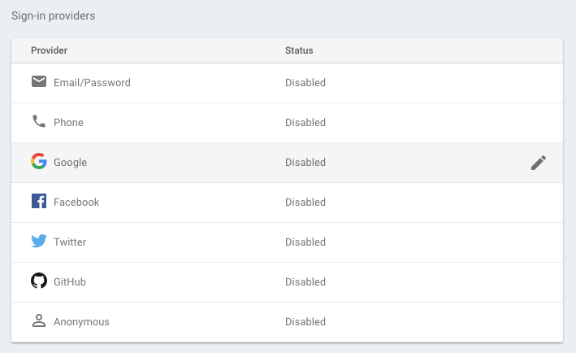 Sign-in providers
Provider Status
Email/Password Disabled
Phone Disabled
Google Disabled
Facebook Disabled
Twitter Disabled
GitHub Disabled
Anonymous Disabled